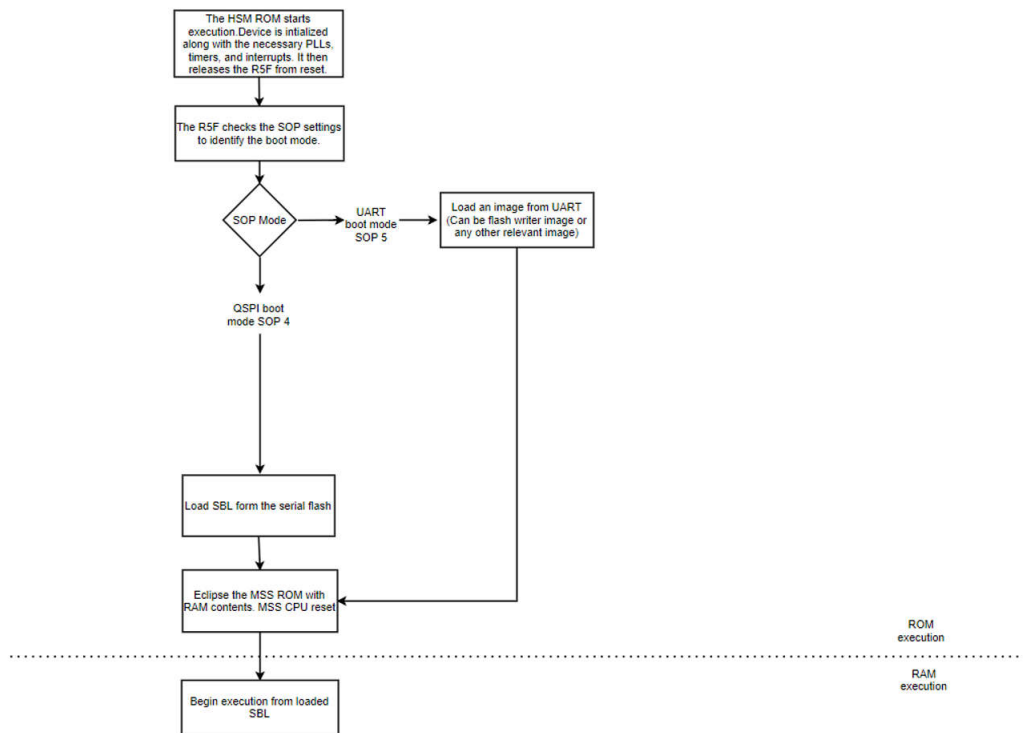 The HSM ROM starts
execution.Device is intialized
along with the necessary PLLs,
timers, and interrupts. It then
releases the R5F from reset.
The R5F checks the SOP settings
to identify the boot mode.
SOP Mode
UART
boot mode
SOP 5
Load an image from UART
(Can be flash writer image or
any other relevant image)
QSPI boot
mode SOP 4
Load SBL form the serial flash
Eclipse the MSS ROM with
RAM contents. MSS CPU reset
ROM
execution
RAM
execution
Begin execution from loaded
SBL